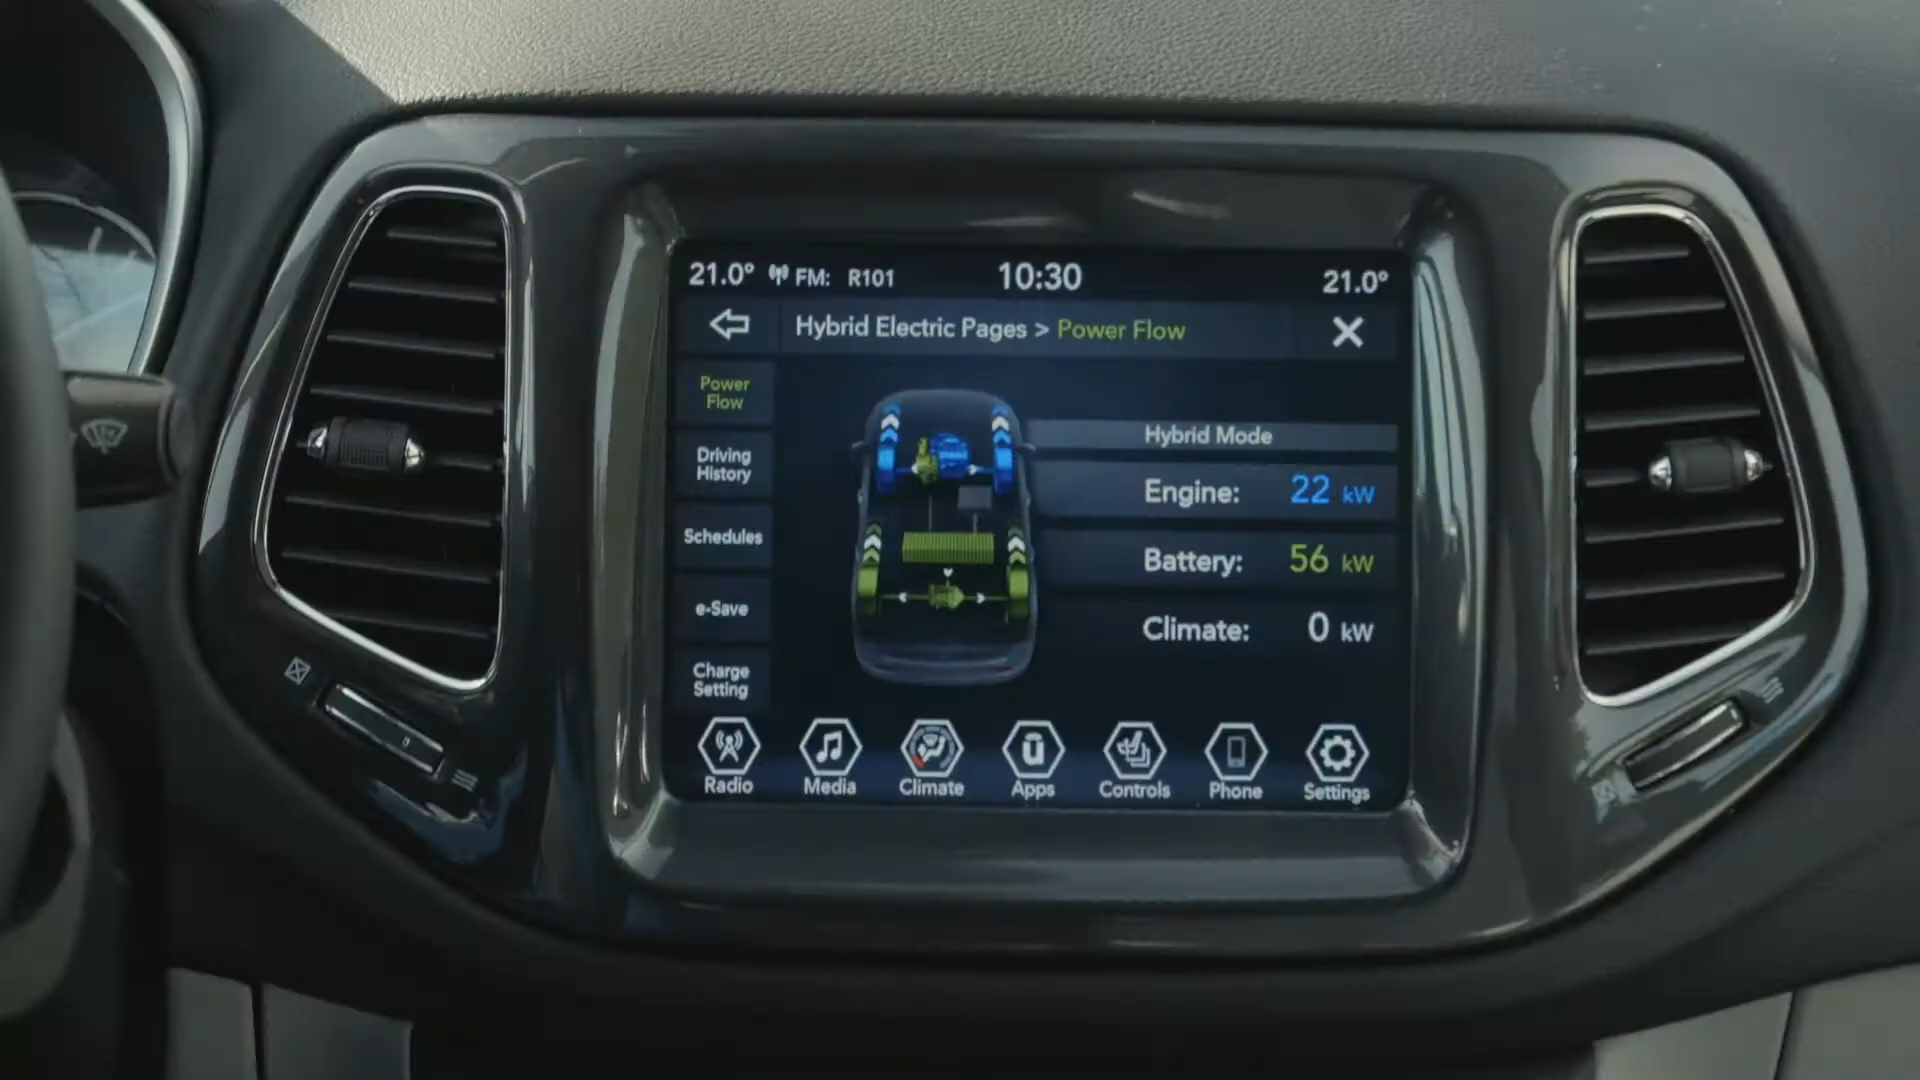 21.0° FM: R101 10:30 21.0°
Hybrid Electric Pages > Power Flow
Power
Flow
Driving
History
Schedules
e-Save
Charge
Setting
Hybrid Mode
Engine: 22 kW
Battery: 56 kW
Climate: 0 kW
Radio Media Climate Apps Controls Phone Settings